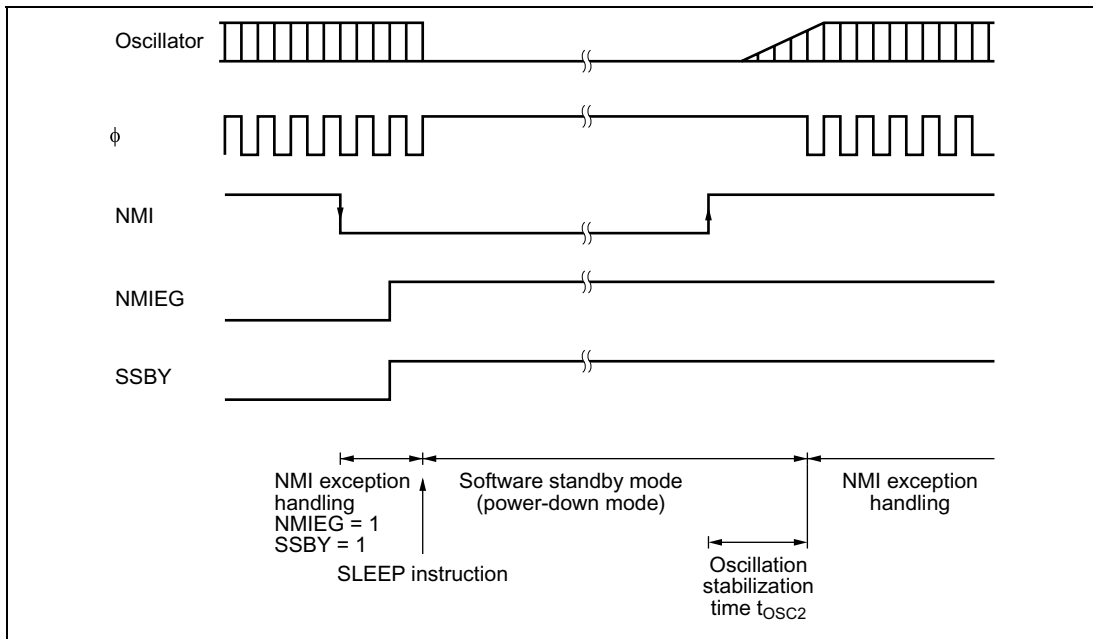 Oscillator
ϕ
NMI
NMIEG
SSBY
NMI exception
handling
NMIEG = 1
SSBY = 1
Software standby mode
(power-down mode)
NMI exception
handling
SLEEP instruction
Oscillation
stabilization
time tOSC2